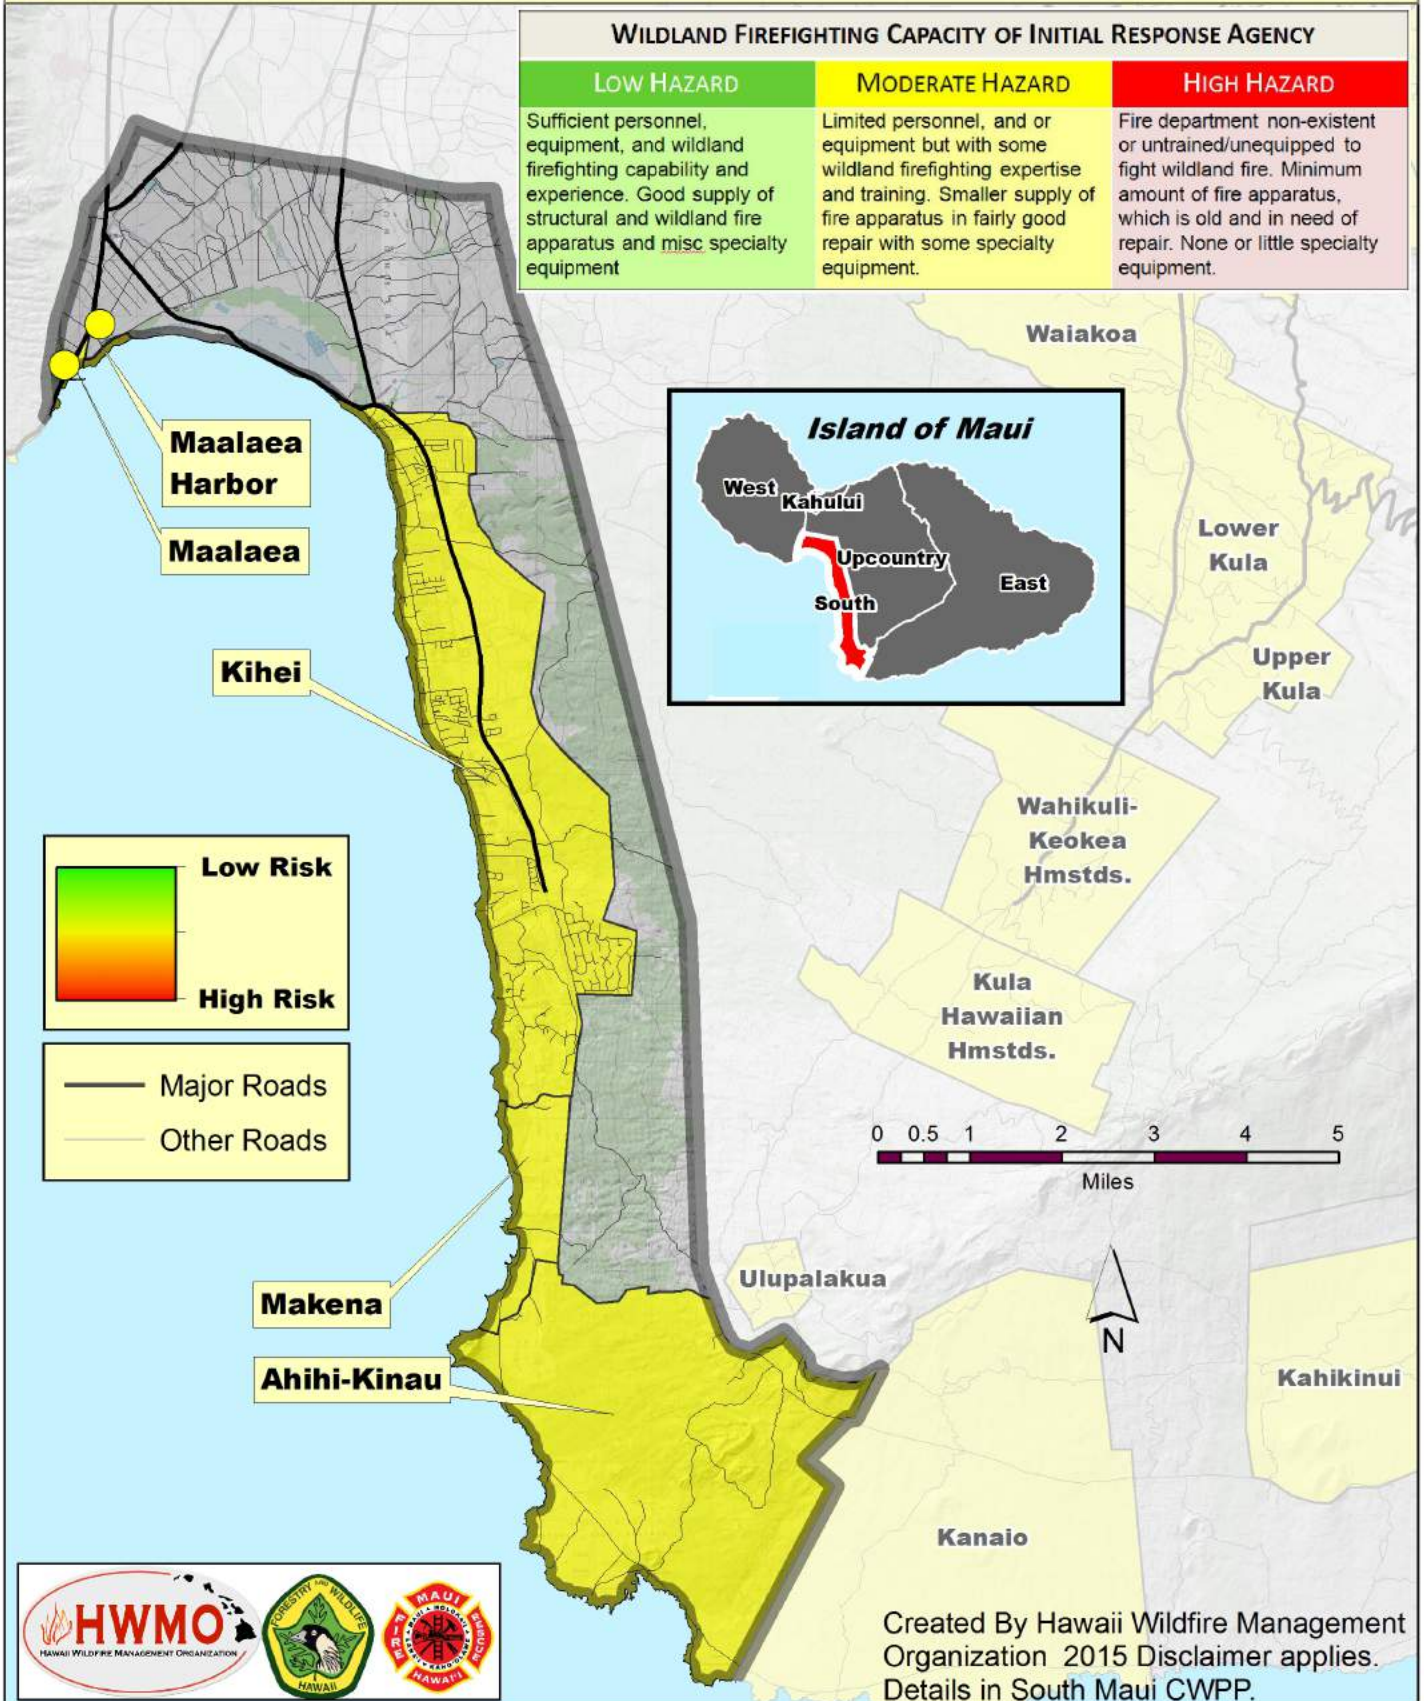 WILDLAND FIREFIGHTING CAPACITY OF INITIAL RESPONSE AGENCY
LOW HAZARD
Sufficient personnel,
equipment, and wildland
firefighting capability and
experience. Good supply of
structural and wildland fire
apparatus and misc specialty
equipment
MODERATE HAZARD
Limited personnel, and or
equipment but with some
wildland firefighting expertise
and training. Smaller supply of
fire apparatus in fairly good
repair with some specialty
equipment.
HIGH HAZARD
Fire department non-existent
or untrained/unequipped to
fight wildland fire. Minimum
amount of fire apparatus,
which is old and in need of
repair. None or little specialty
equipment.
Waiakoa
Island of Maui
West
Kahului
Upcountry
South
East
Maalaea
Harbor
Maalaea
Lower
Kula
Upper
Kula
Kihei
Wahikuli-
Keokea
Hmstds.
Low Risk
High Risk
Kula
Hawaiian
Hmstds.
Major Roads
Other Roads
0 0.5 1 2 3 4 5
Miles
Ulupalakua
N
Makena
Ahihi-Kinau
Kahikinui
Kanaio
HWMO
HAWAII WILDFIRE MANAGEMENT ORGANIZATION
FORESTRY AND WILDLIFE
HAWAII
MAUI
FIRE
RESCUE
HAWAI'I
Created By Hawaii Wildfire Management
Organization 2015 Disclaimer applies.
Details in South Maui CWPP.